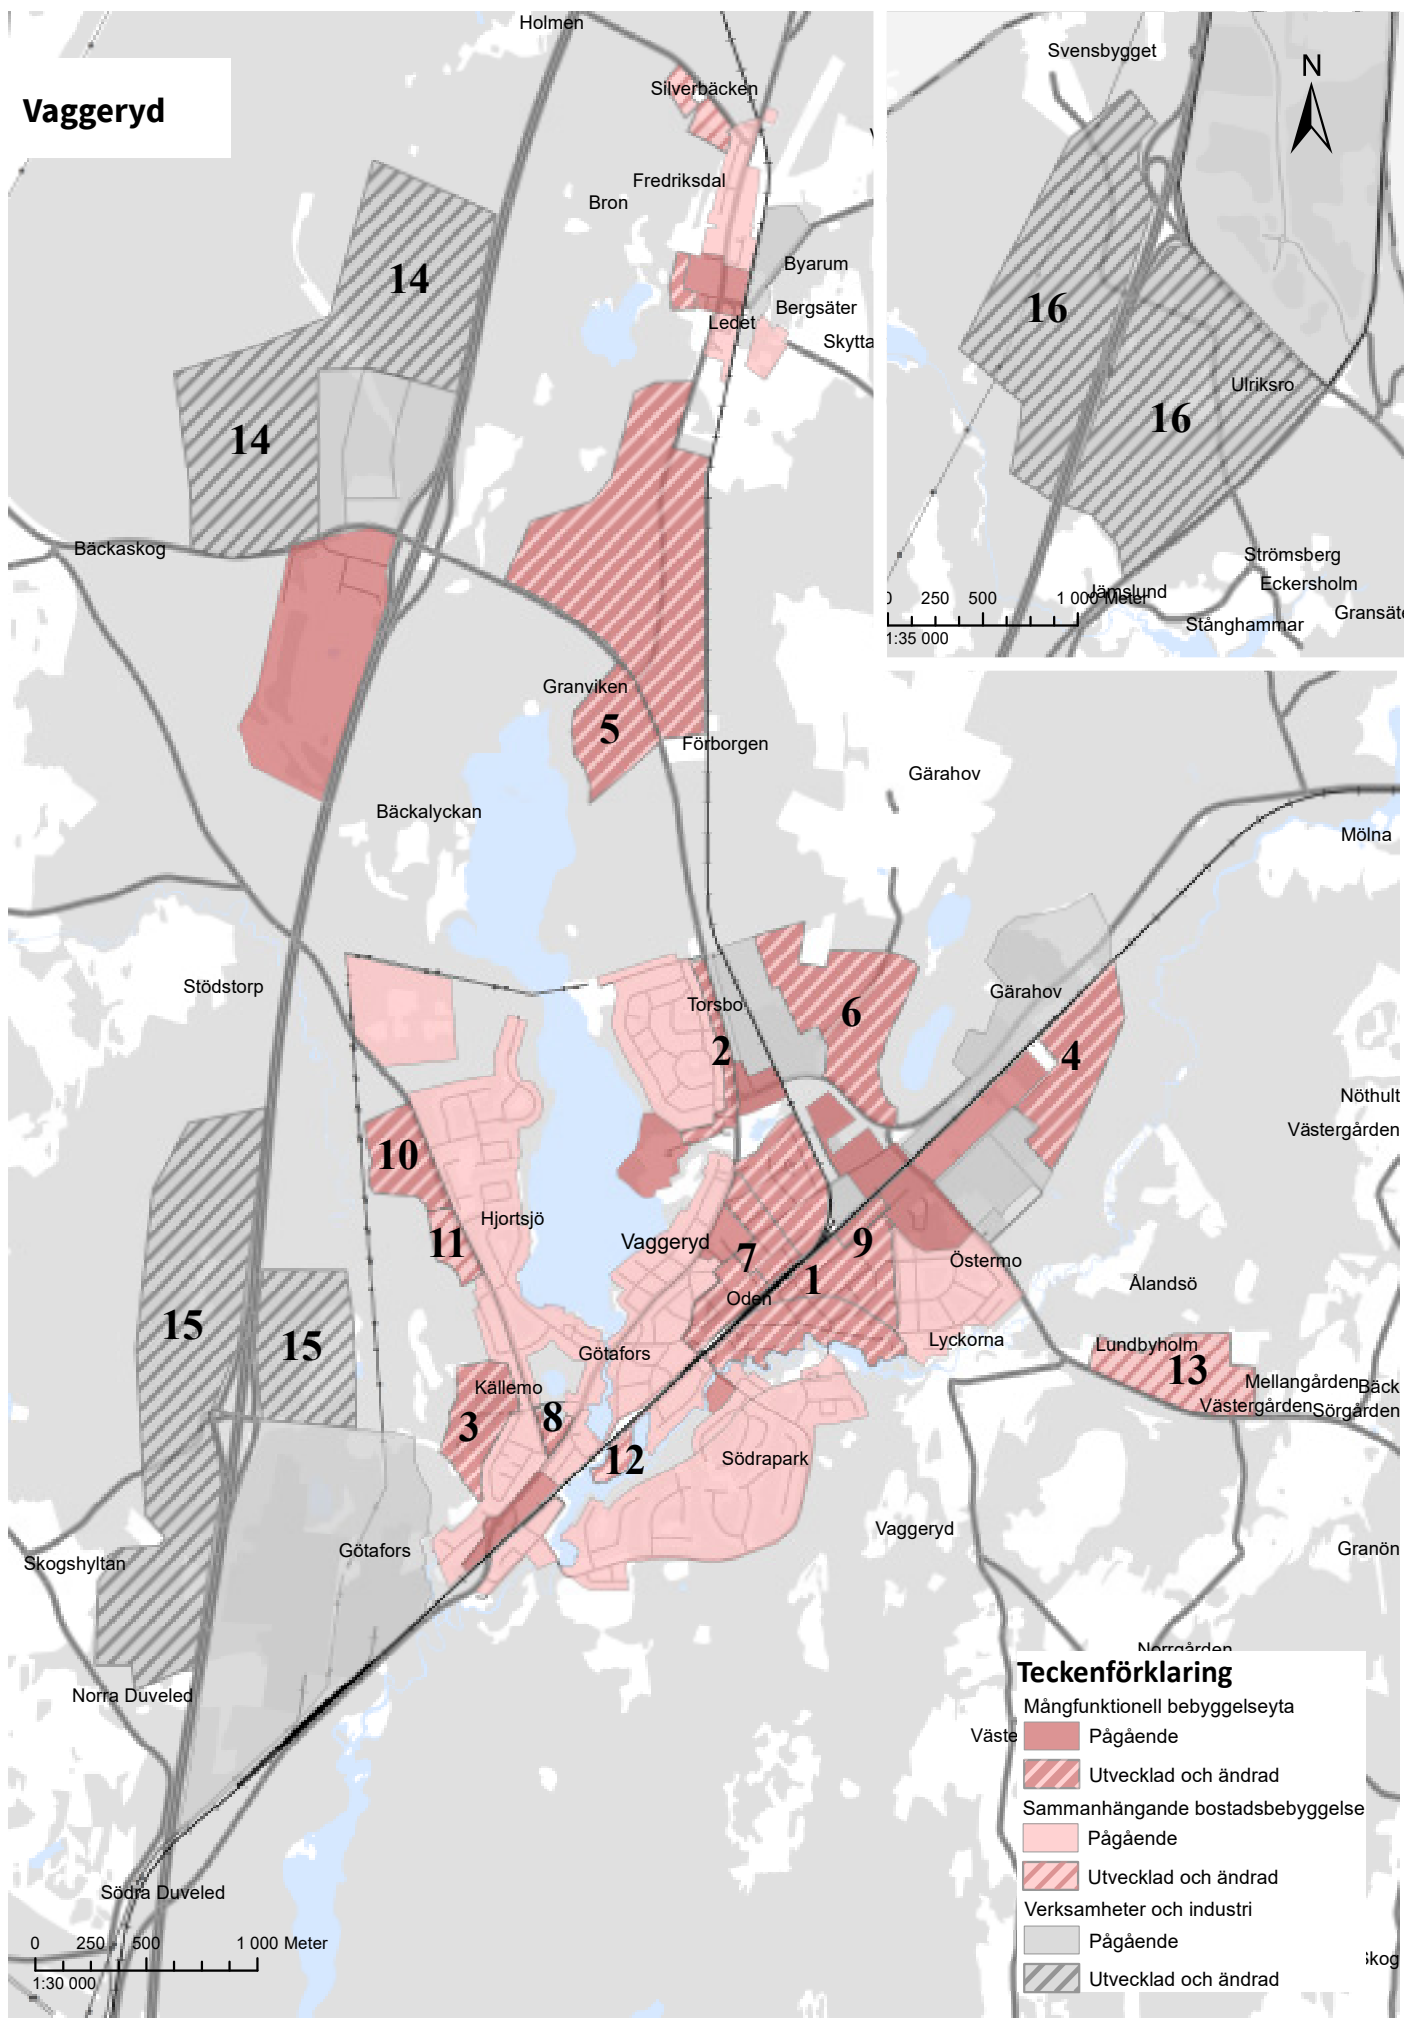 Vaggeryd
Holmen
Silverbäcken
Fredriksdal
Bron
Byarum
Bergsäter
Ledet
Skytta
14
14
Bäckaskog
Granviken
5
Förborgen
Bäckalyckan
Svensbygget
N
16
16
Ulriksro
Strömsberg
Eckersholm
Jämslund
Gransäte
Stånghammar
0 250 500 1 000 Meter
1:35 000
Gärahov
Mölna
Stödstorp
Torsbo
Gärahov
6
2
4
Nöthult
Västergården
10
Hjortsjö
11
Vaggeryd
7
9
1
Oden
Östermo
Ålandsö
15
15
Götafors
Lyckorna
Lundbyholm
13
Källemo
Mellangården
Bäck
Västergården
Sörgården
3
8
12
Södrapark
Vaggeryd
Götafors
Skogshyltan
Granön
Norrgården
Norra Duveled
Väste
Södra Duveled
Skog
0 250 500 1 000 Meter
1:30 000
Teckenförklaring
Mångfunktionell bebyggelseyta
Pågående
Utvecklad och ändrad
Sammanhängande bostadsbebyggelse
Pågående
Utvecklad och ändrad
Verksamheter och industri
Pågående
Utvecklad och ändrad